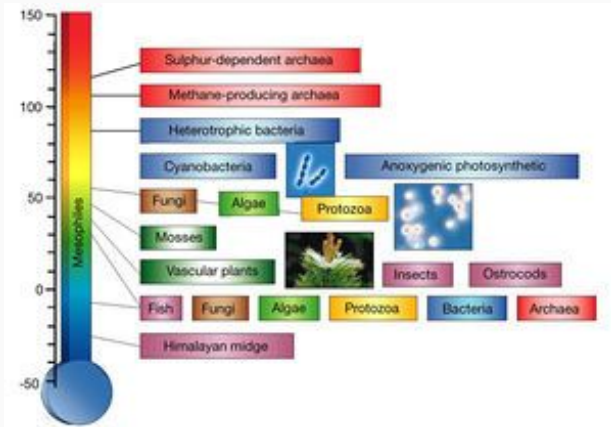 150
Sulphur-dependent archaea
100
Methane-producing archaea
Heterotrophic bacteria
Cyanobacteria
Anoxygenic photosynthetic
50
Fungi
Algae
Protozoa
Mesophiles
Mosses
Vascular plants
Insects
Ostrocods
0
Fish
Fungi
Algae
Protozoa
Bacteria
Archaea
Himalayan midge
-50